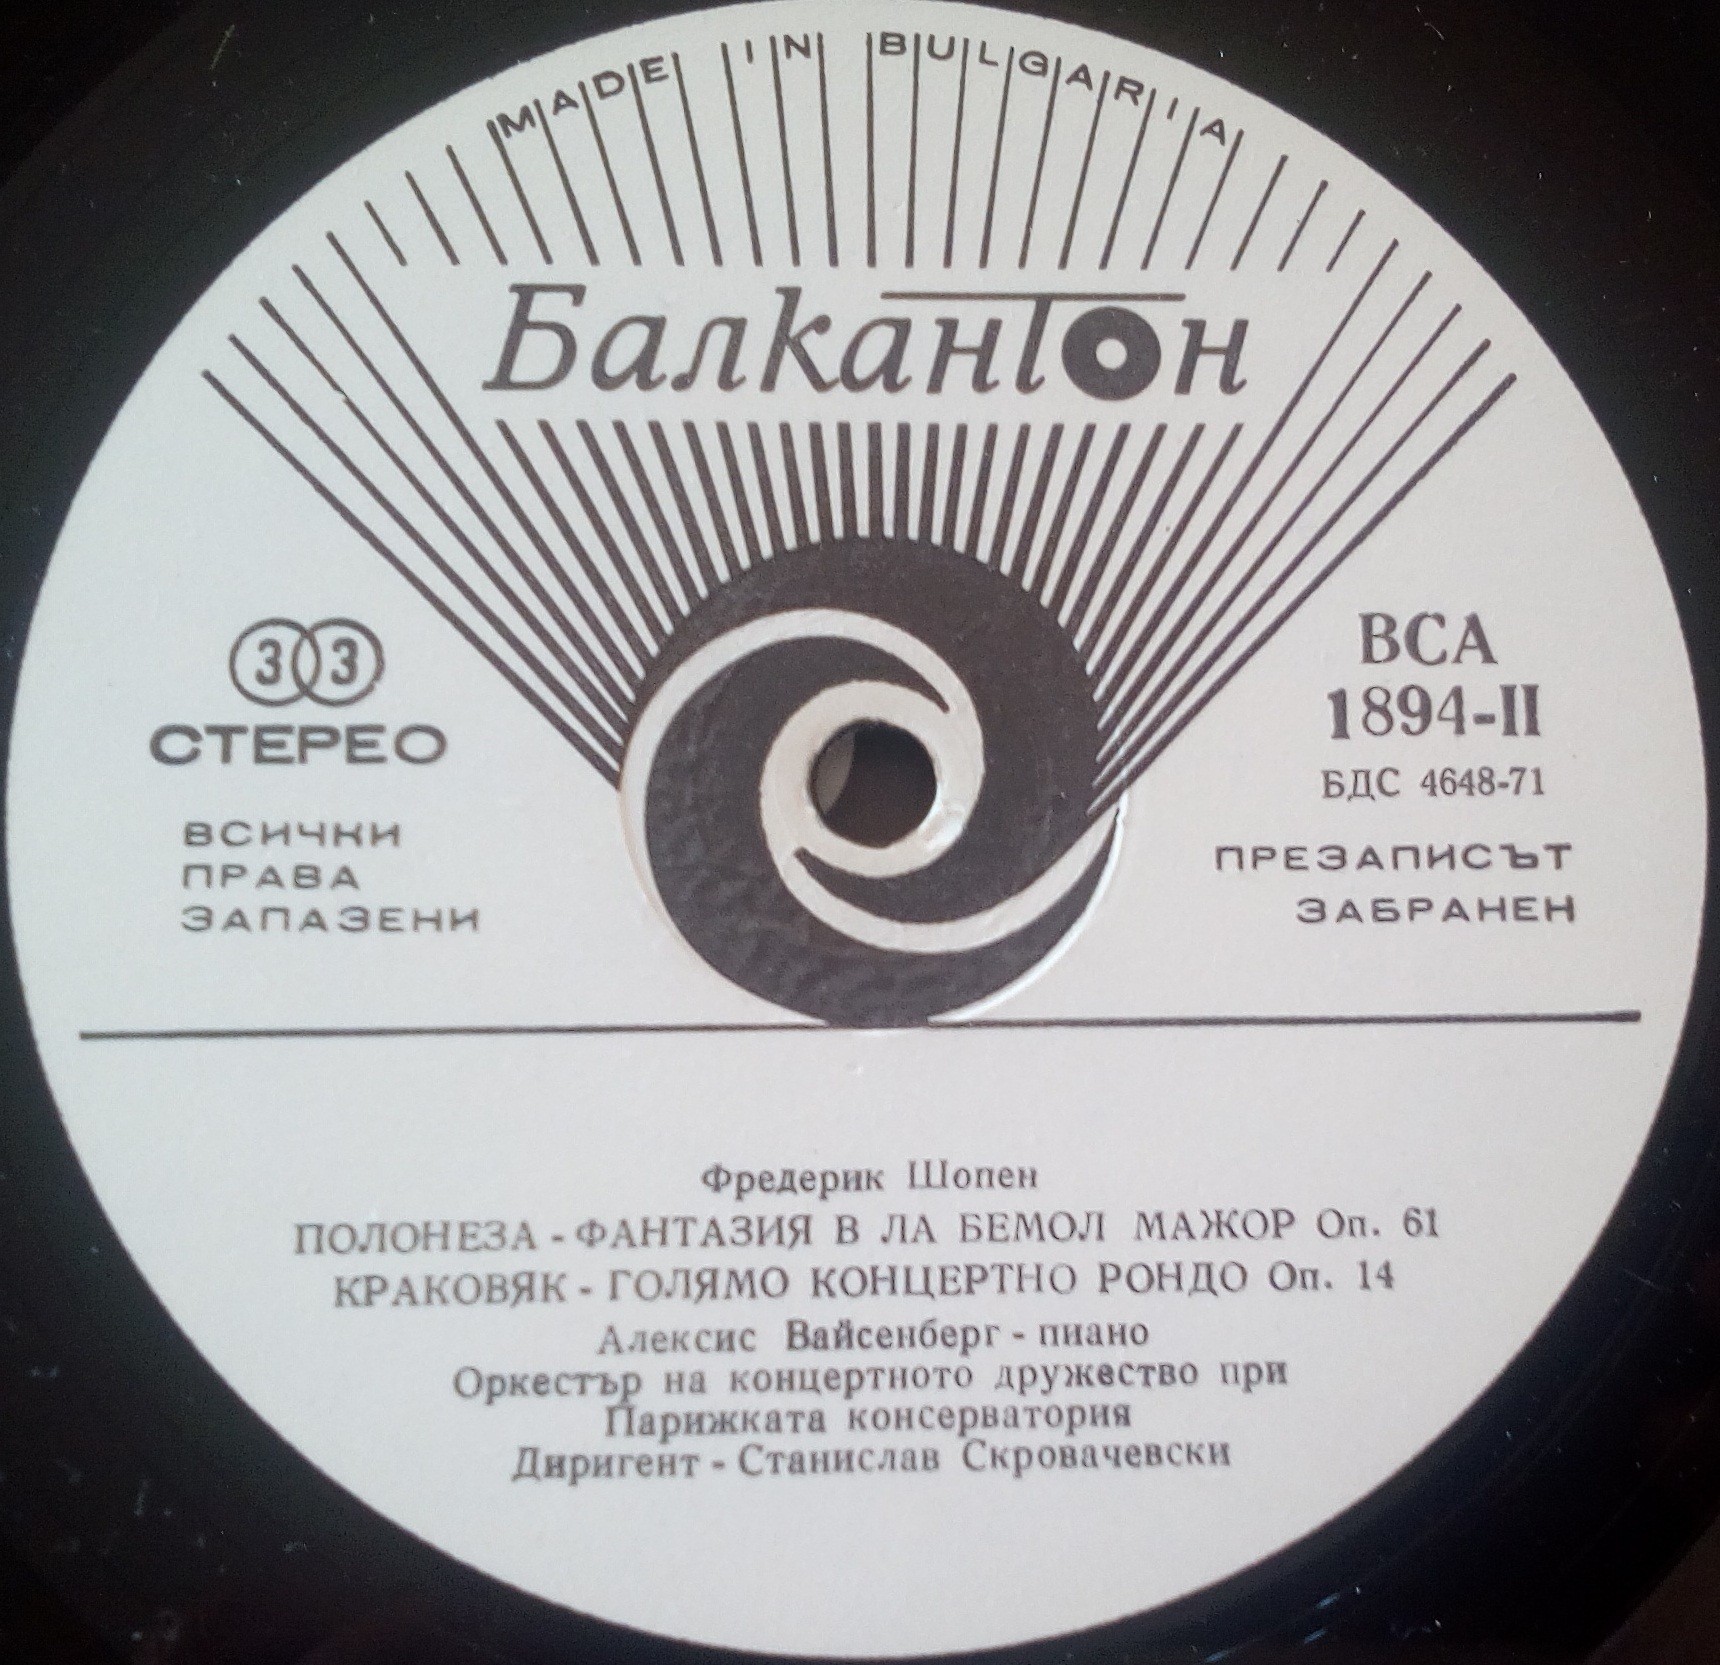 MADE IN BULGARIA
Балкантон
33
СТЕРЕО
ВСИЧКИ
ПРАВА
ЗАПАЗЕНИ
ВСА
1894-II
БДС 4648-71
ПРЕЗАПИСЪТ
ЗАБРАНЕН
Фредерик Шопен
ПОЛОНЕЗА - ФАНТАЗИЯ В ЛА БЕМОЛ МАЖОР Оп. 61
КРАКОВЯК - ГОЛЯМО КОНЦЕРТНО РОНДО Оп. 14
Алексис Вайсенберг - пиано
Оркестър на концертното дружество при
Парижката консерватория
Диригент - Станислав Скровачевски